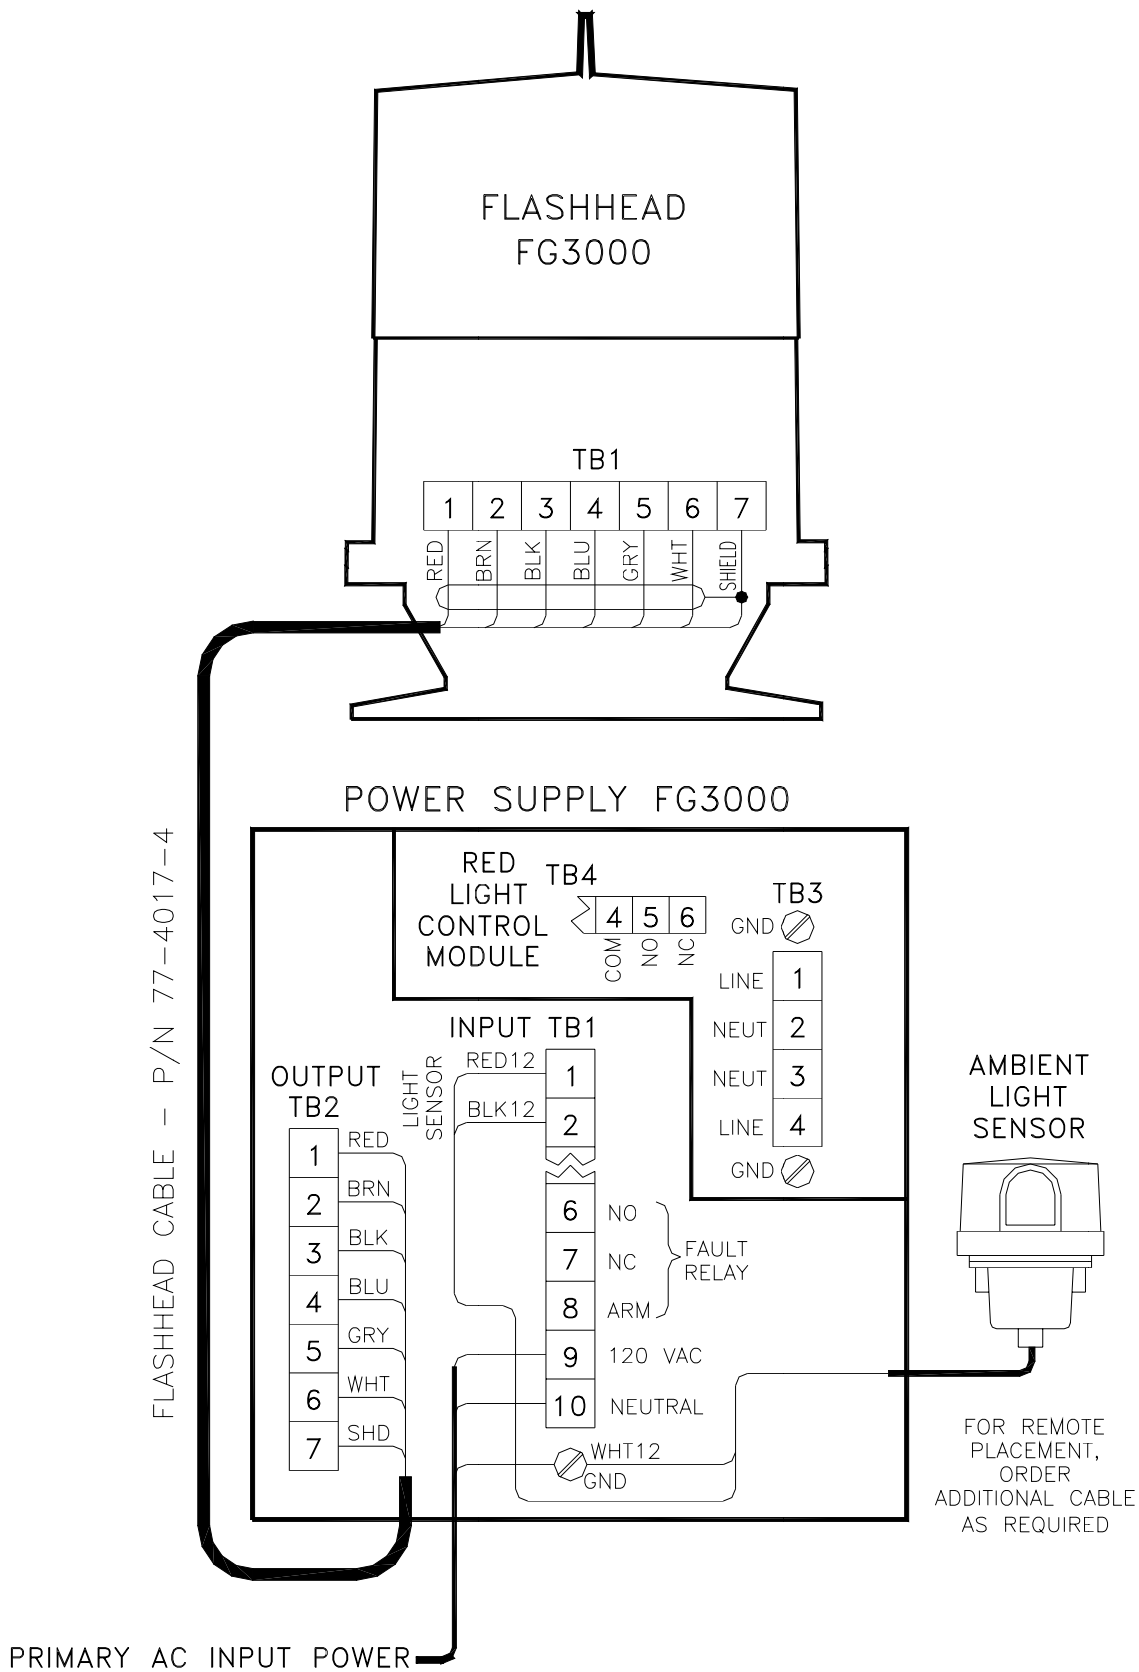 FLASHHEAD
FG3000
TB1
1 2 3 4 5 6 7
RED BRN BLK BLU GRY WHT SHIELD
POWER SUPPLY FG3000
FLASHHEAD CABLE - P/N 77-4017-4
RED
LIGHT
CONTROL
MODULE
TB4
4 5 6
COM NO NC
TB3
GND
LINE 1
NEUT 2
NEUT 3
LINE 4
GND
INPUT TB1
LIGHT
SENSOR
RED12 1
BLK12 2
6 NO
7 NC
8 ARM
FAULT
RELAY
9 120 VAC
10 NEUTRAL
WHT12
GND
OUTPUT
TB2
1 RED
2 BRN
3 BLK
4 BLU
5 GRY
6 WHT
7 SHD
AMBIENT
LIGHT
SENSOR
FOR REMOTE
PLACEMENT,
ORDER
ADDITIONAL CABLE
AS REQUIRED
PRIMARY AC INPUT POWER